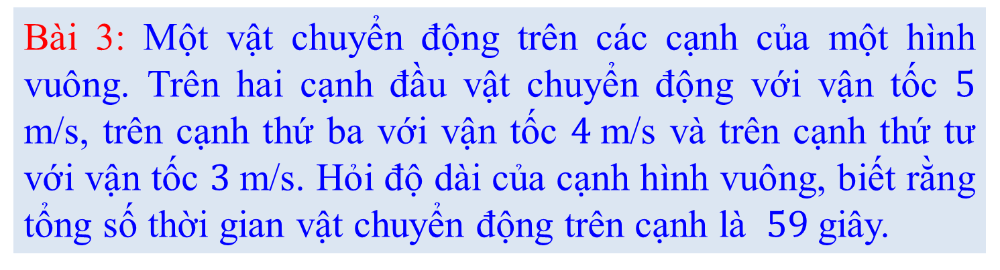 Bài 3: Một vật chuyển động trên các cạnh của một hình
vuông. Trên hai cạnh đầu vật chuyển động với vận tốc 5
m/s, trên cạnh thứ ba với vận tốc 4 m/s và trên cạnh thứ tư
với vận tốc 3 m/s. Hỏi độ dài của cạnh hình vuông, biết rằng
tổng số thời gian vật chuyển động trên cạnh là 59 giây.